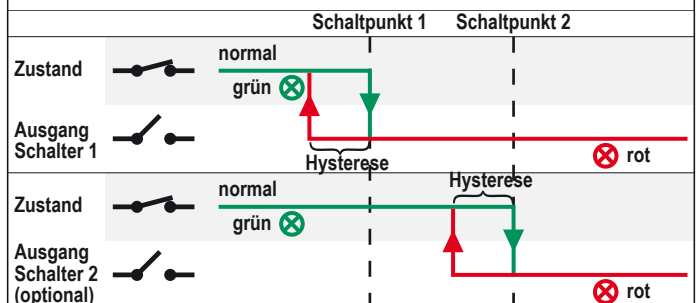 Schaltpunkt 1 Schaltpunkt 2
normal
Zustand
grün
Ausgang
Schalter 1
rot
Hysterese
Hysterese
normal
Zustand
grün
Ausgang
Schalter 2
(optional)
rot